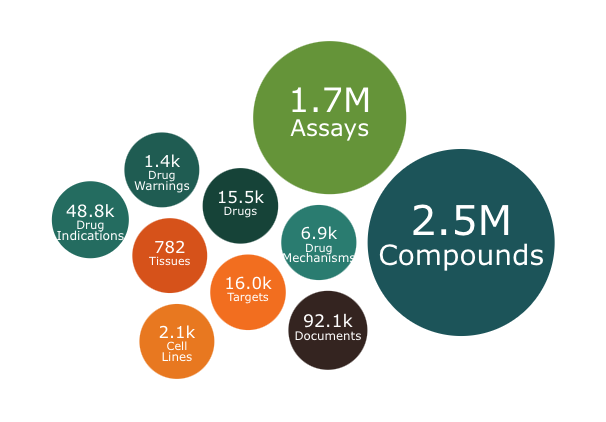 1.7M
Assays
1.4k
Drug
Warnings
15.5k
Drugs
48.8k
Drug
Indications
6.9k
Drug
Mechanisms
2.5M
Compounds
782
Tissues
16.0k
Targets
92.1k
Documents
2.1k
Cell
Lines